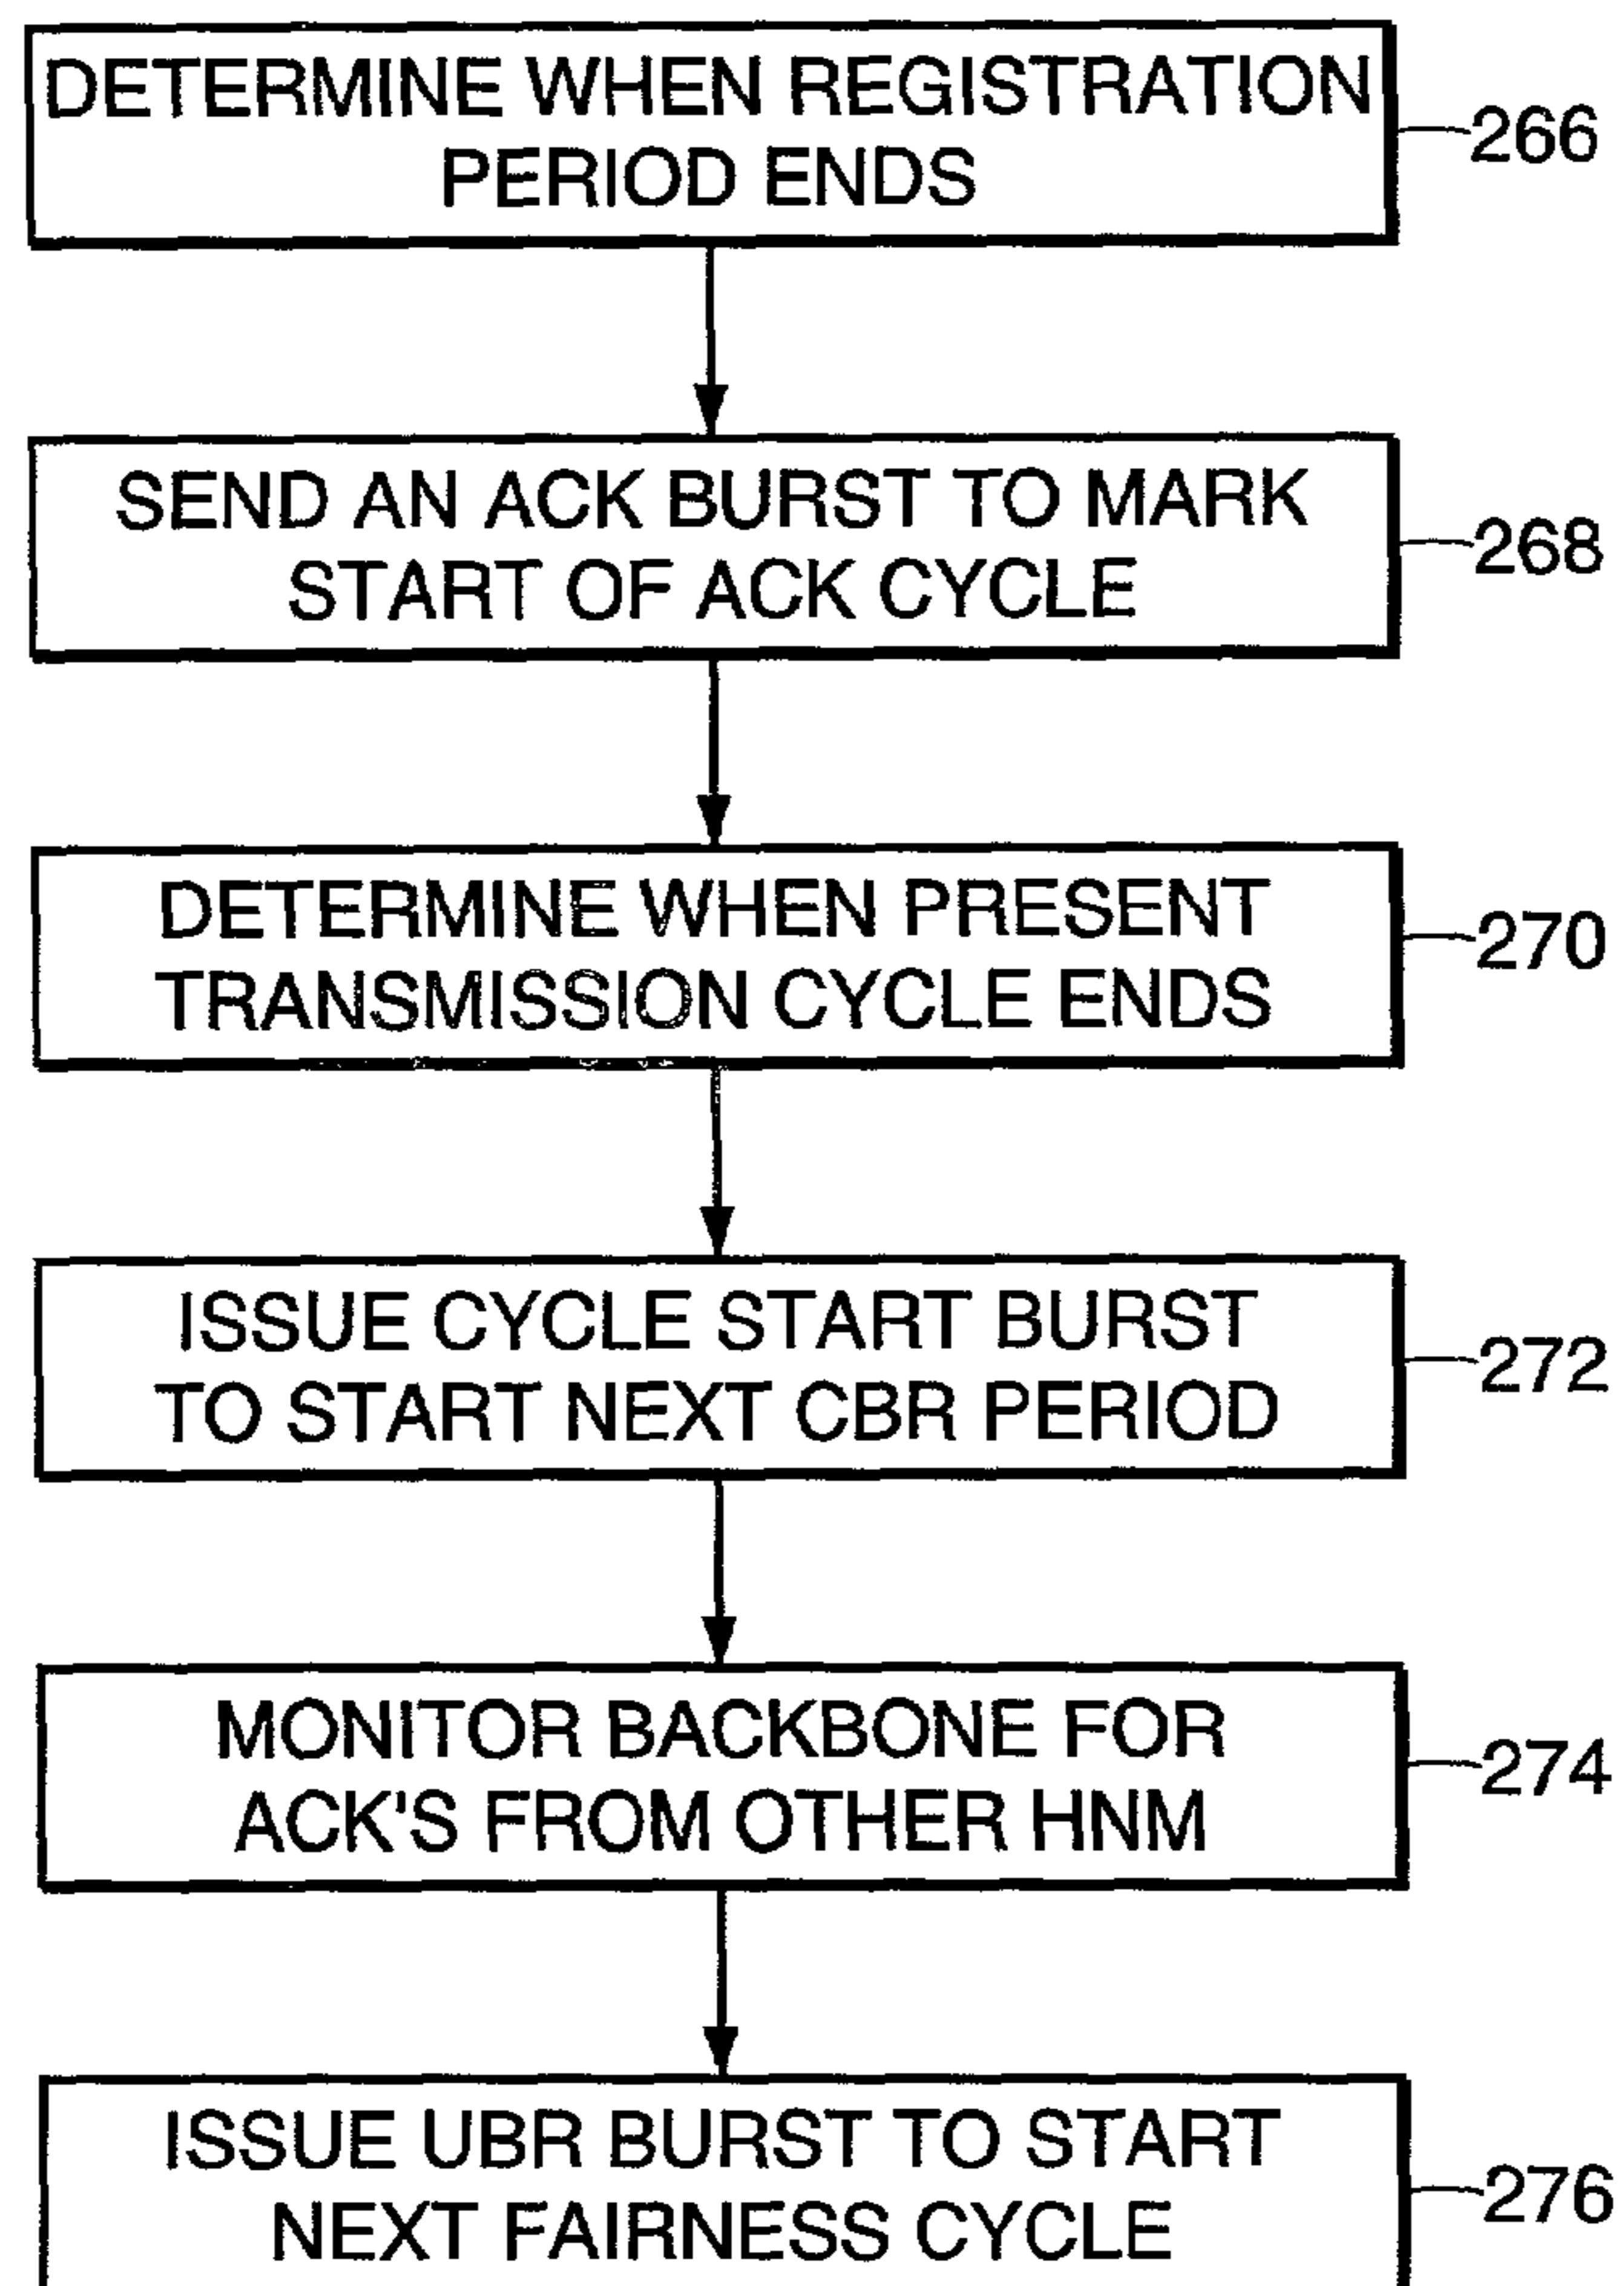 DETERMINE WHEN REGISTRATION
PERIOD ENDS
266
SEND AN ACK BURST TO MARK
START OF ACK CYCLE
268
DETERMINE WHEN PRESENT
TRANSMISSION CYCLE ENDS
270
ISSUE CYCLE START BURST
TO START NEXT CBR PERIOD
272
MONITOR BACKBONE FOR
ACK'S FROM OTHER HNM
274
ISSUE UBR BURST TO START
NEXT FAIRNESS CYCLE
276